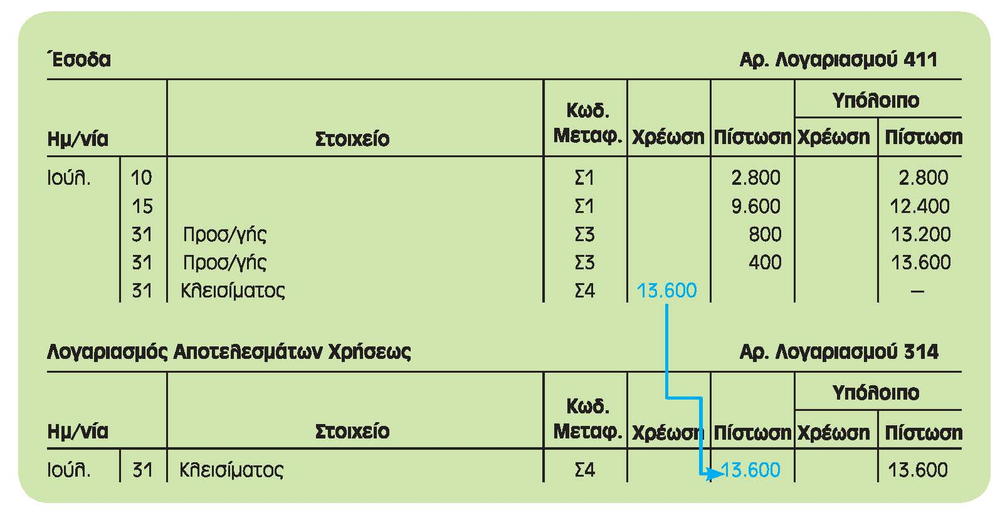 Έσοδα Αρ. Λογαριασμού 411
Υπόλοιπο
Κωδ.
Ημ/νία Στοιχείο Μεταφ. Χρέωση Πίστωση Χρέωση Πίστωση
Ιούλ. 10 Σ1 2.800 2.800
15 Σ1 9.600 12.400
31 Προσ/γής Σ3 800 13.200
31 Προσ/γής Σ3 400 13.600
31 Κλεισίματος Σ4 13.600 –
Λογαριασμός Αποτελεσμάτων Χρήσεως Αρ. Λογαριασμού 314
Υπόλοιπο
Κωδ.
Ημ/νία Στοιχείο Μεταφ. Χρέωση Πίστωση Χρέωση Πίστωση
Ιούλ. 31 Κλεισίματος Σ4 13.600 13.600